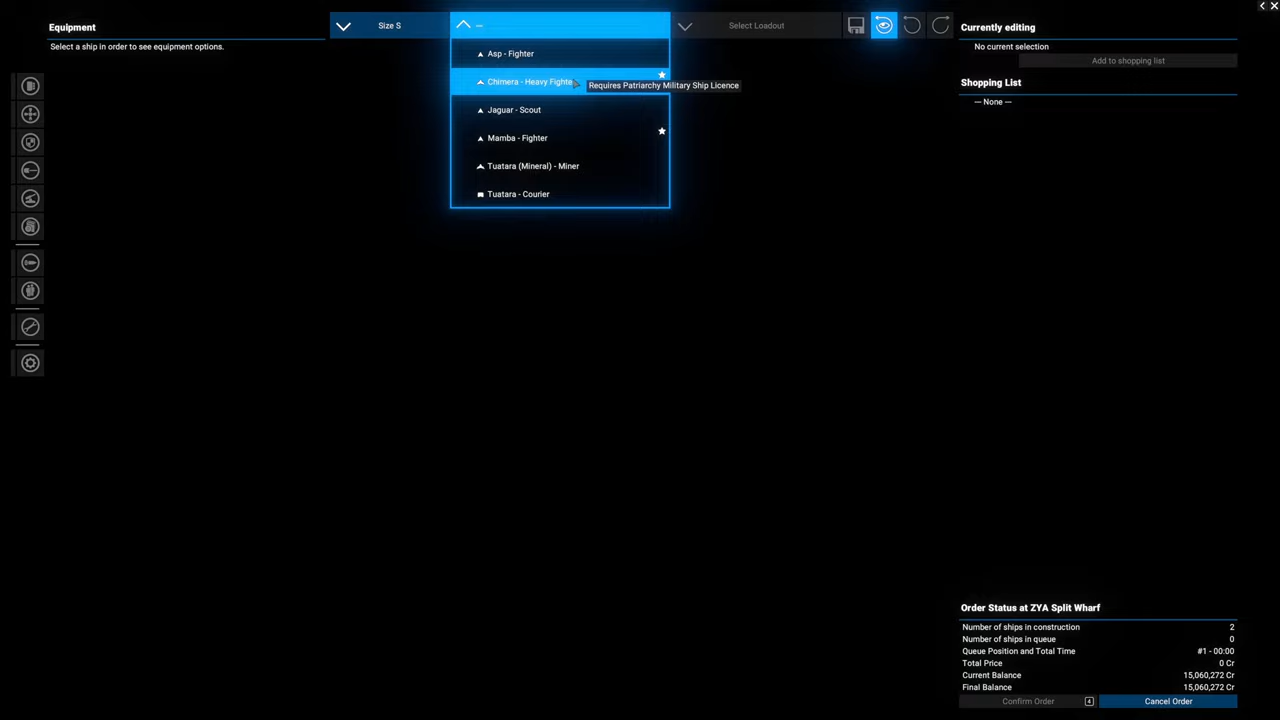 Equipment
Select a ship in order to see equipment options.
Size S
—
Select Loadout
Asp - Fighter
Chimera - Heavy Fighte
Requires Patriarchy Military Ship Licence
Jaguar - Scout
Mamba - Fighter
Tuatara (Mineral) - Miner
Tuatara - Courier
Currently editing
No current selection
Add to shopping list
Shopping List
— None —
Order Status at ZYA Split Wharf
Number of ships in construction 2
Number of ships in queue 0
Queue Position and Total Time #1 - 00:00
Total Price 0 Cr
Current Balance 15,060,272 Cr
Final Balance 15,060,272 Cr
Confirm Order 4 Cancel Order